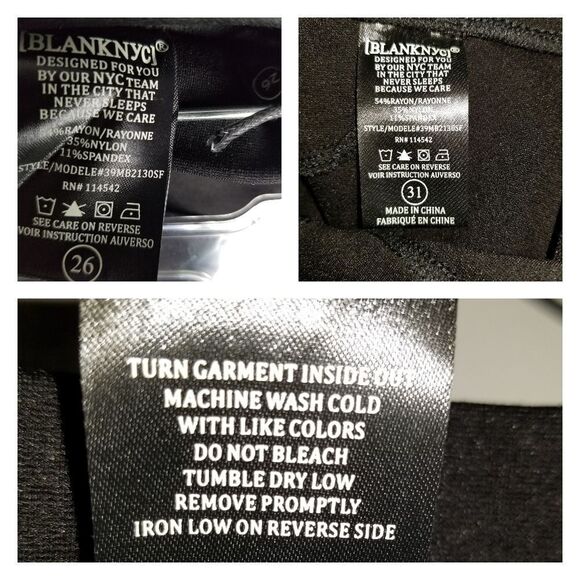 [BLANKNYC]®
DESIGNED FOR YOU
BY OUR NYC TEAM
IN THE CITY THAT
NEVER SLEEPS
BECAUSE WE CARE
54%RAYON/RAYONNE
35%NYLON
11%SPANDEX
STYLE/MODELE#39MB2130SF
RN# 114542
SEE CARE ON REVERSE
VOIR INSTRUCTION AUVERSO
26
26
[BLANKNYC]®
DESIGNED FOR YOU
BY OUR NYC TEAM
IN THE CITY THAT
NEVER SLEEPS
BECAUSE WE CARE
54%RAYON/RAYONNE
35%NYLON
11%SPANDEX
STYLE/MODELE#39MB2130SF
RN# 114542
SEE CARE ON REVERSE
VOIR INSTRUCTION AUVERSO
31
MADE IN CHINA
FABRIQUÉ EN CHINE
TURN GARMENT INSIDE OUT
MACHINE WASH COLD
WITH LIKE COLORS
DO NOT BLEACH
TUMBLE DRY LOW
REMOVE PROMPTLY
IRON LOW ON REVERSE SIDE